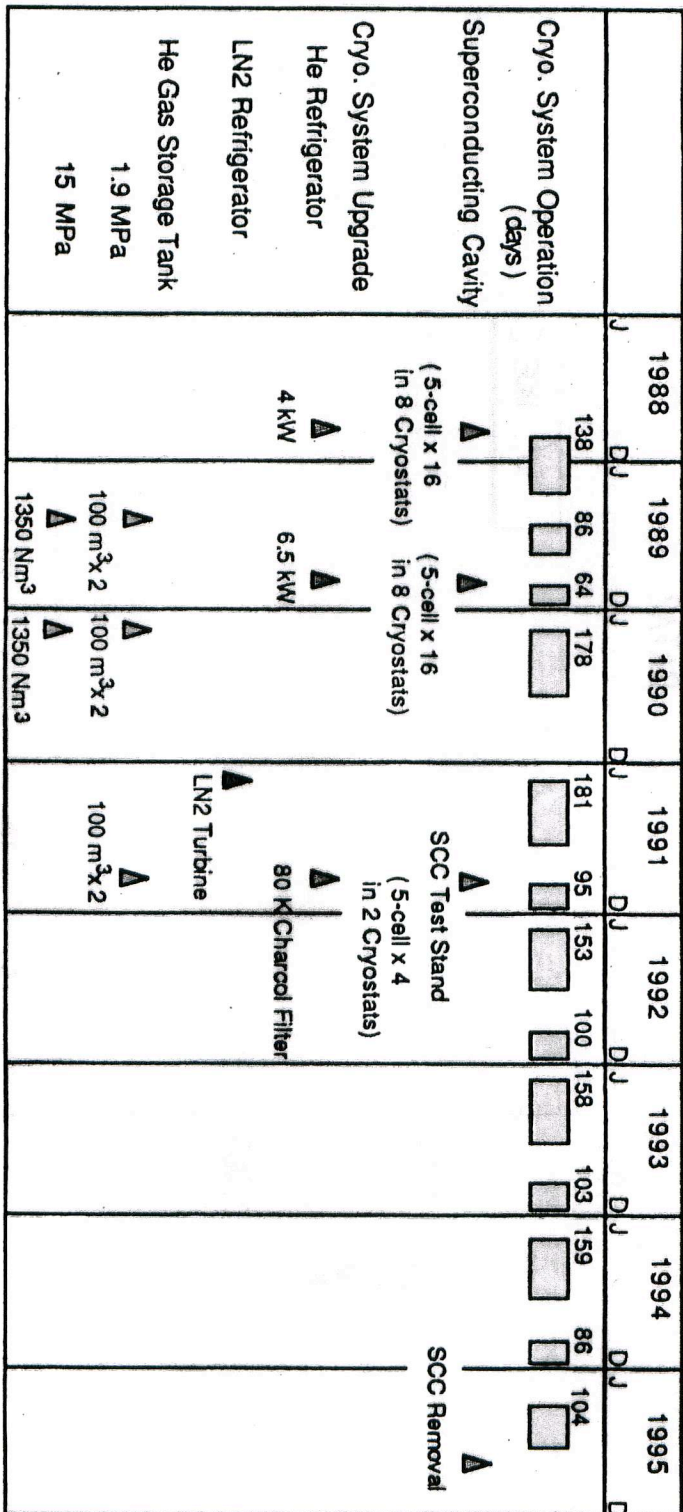 1988 1989 1990 1991 1992 1993 1994 1995
J D J D J D J D J D J D J D J D
Cryo. System Operation
(days)
138 86 64 178 181 95 153 100 158 103 159 86 104
Superconducting Cavity
(5-cell x 16
in 8 Cryostats)
(5-cell x 16
in 8 Cryostats)
SCC Test Stand
(5-cell x 4
in 2 Cryostats)
SCC Removal
Cryo. System Upgrade
He Refrigerator
4 kW 6.5 kW 80 K Charcol Filter
LN2 Refrigerator
LN2 Turbine
He Gas Storage Tank
1.9 MPa
100 m³x 2 100 m³x 2 100 m³x 2
15 MPa
1350 Nm³ 1350 Nm³